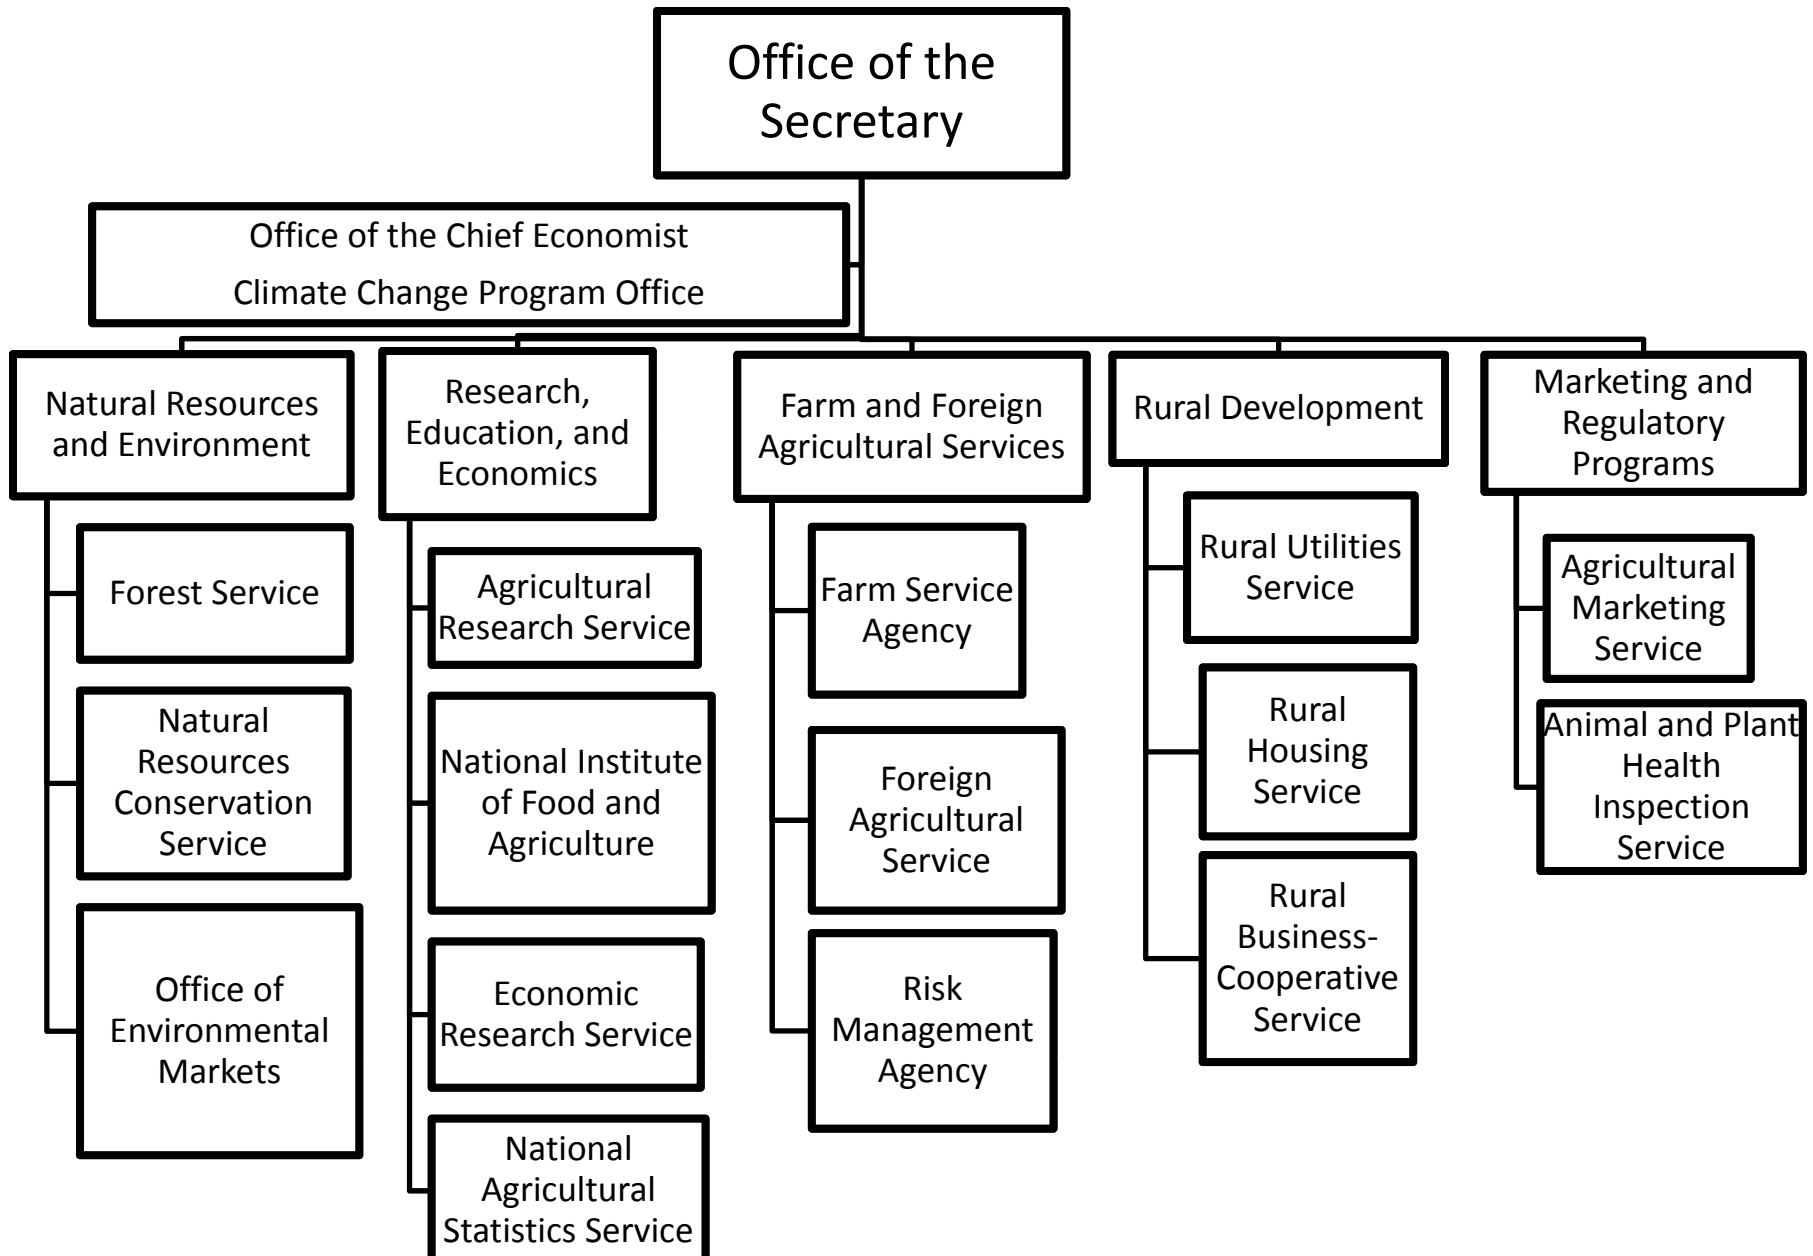 Office of the
Secretary
Office of the Chief Economist
Climate Change Program Office
Natural Resources
and Environment
Forest Service
Natural
Resources
Conservation
Service
Office of
Environmental
Markets
Research,
Education, and
Economics
Agricultural
Research Service
National Institute
of Food and
Agriculture
Economic
Research Service
National
Agricultural
Statistics Service
Farm and Foreign
Agricultural Services
Farm Service
Agency
Foreign
Agricultural
Service
Risk
Management
Agency
Rural Development
Rural Utilities
Service
Rural
Housing
Service
Rural
Business-
Cooperative
Service
Marketing and
Regulatory
Programs
Agricultural
Marketing
Service
Animal and Plant
Health
Inspection
Service